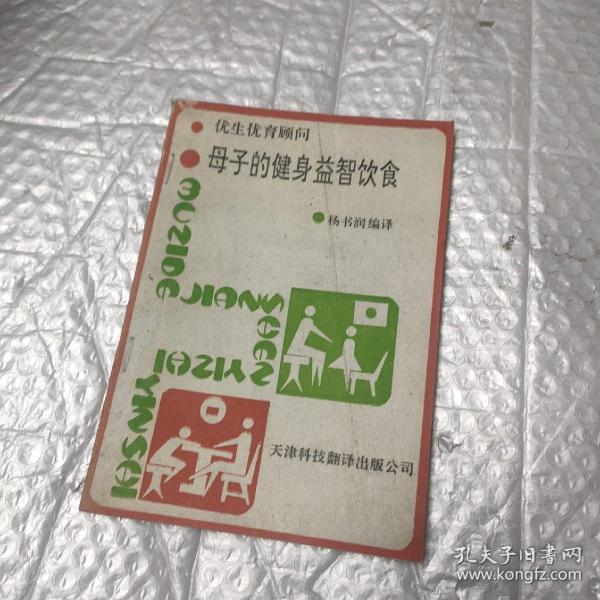 优生优育顾问
母子的健身益智饮食
杨书润编译
MUZIDE
JIANSHEN
YIZHI
YINSHI
天津科技翻译出版公司
孔夫子旧书网
www.kongfz.com